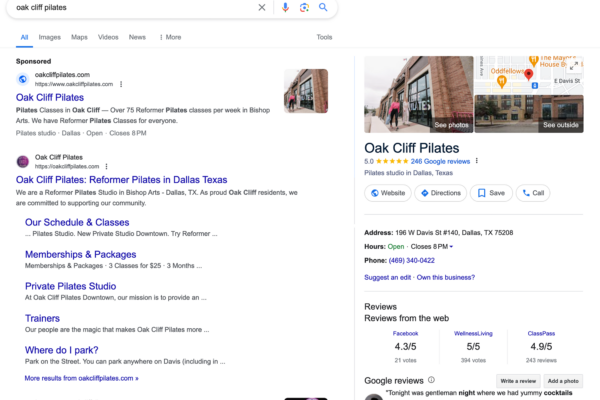 oak cliff pilates
All Images Maps Videos News More Tools
Sponsored
oakcliffpilates.com
https://www.oakcliffpilates.com
Oak Cliff Pilates
Pilates Classes in Oak Cliff — Over 75 Reformer Pilates classes per week in Bishop
Arts. We have Reformer Pilates Classes for everyone.
Pilates studio · Dallas · Open · Closes 8 PM
Oak Cliff Pilates
https://oakcliffpilates.com
Oak Cliff Pilates: Reformer Pilates in Dallas Texas
We are a Reformer Pilates Studio in Bishop Arts - Dallas, TX. As proud Oak Cliff residents, we
are committed to supporting our community.
Our Schedule & Classes
... Pilates Studio. New Private Studio Downtown. Try Reformer ...
Memberships & Packages
Memberships & Packages · 3 Classes for $25 · 3 Months ...
Private Pilates Studio
At Oak Cliff Pilates Downtown, our mission is to provide an ...
Trainers
Our people are the magic that makes Oak Cliff Pilates more ...
Where do I park?
Park on the Street. You can park anywhere on Davis (including in ...
More results from oakcliffpilates.com »
See photos
Oddfellows
E Davis St
See outside
Oak Cliff Pilates
5.0 246 Google reviews
Pilates studio in Dallas, Texas
Website Directions Save Call
Address: 196 W Davis St #140, Dallas, TX 75208
Hours: Open · Closes 8 PM
Phone: (469) 340-0422
Suggest an edit · Own this business?
Reviews
Reviews from the web
Facebook WellnessLiving ClassPass
4.3/5 5/5 4.9/5
21 votes 394 votes 243 reviews
Google reviews Write a review Add a photo
"Tonight was gentleman night where we had yummy cocktails